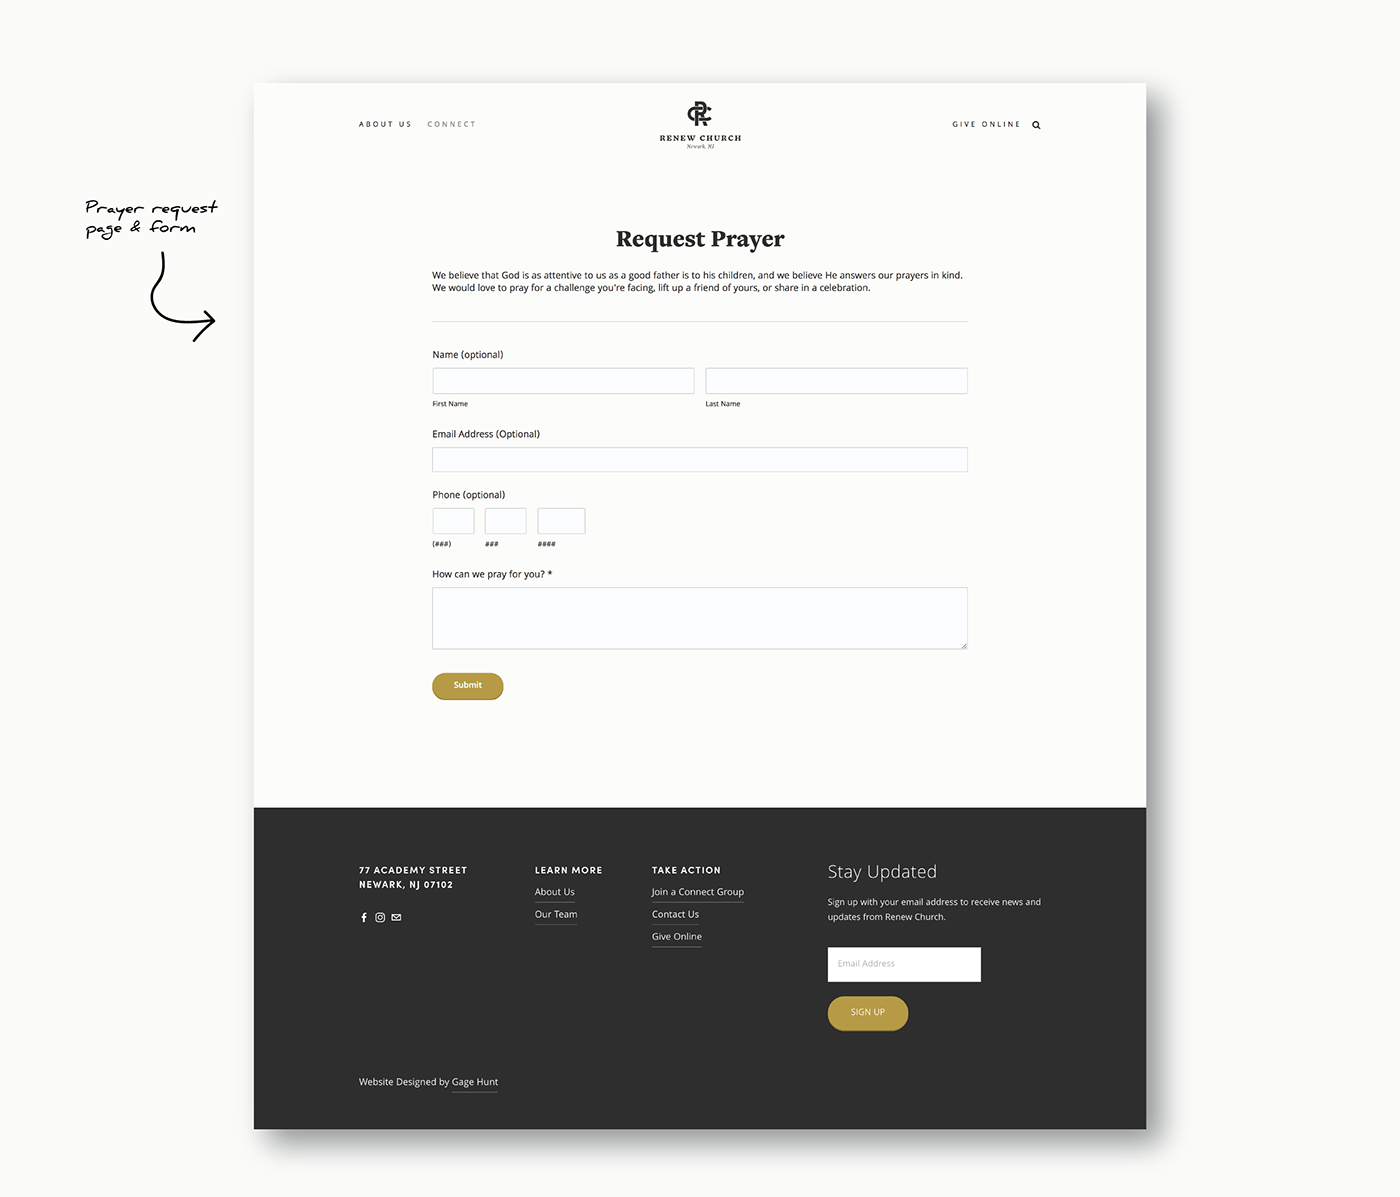 ABOUT US CONNECT
RENEW CHURCH
Newark, NJ
GIVE ONLINE
Prayer request
page & form
Request Prayer
We believe that God is as attentive to us as a good father is to his children, and we believe He answers our prayers in kind.
We would love to pray for a challenge you're facing, lift up a friend of yours, or share in a celebration.
Name (optional)
First Name
Last Name
Email Address (Optional)
Phone (optional)
(###) ### ####
How can we pray for you? *
Submit
77 ACADEMY STREET
NEWARK, NJ 07102
LEARN MORE
About Us
Our Team
TAKE ACTION
Join a Connect Group
Contact Us
Give Online
Stay Updated
Sign up with your email address to receive news and
updates from Renew Church.
Email Address
SIGN UP
Website Designed by Gage Hunt